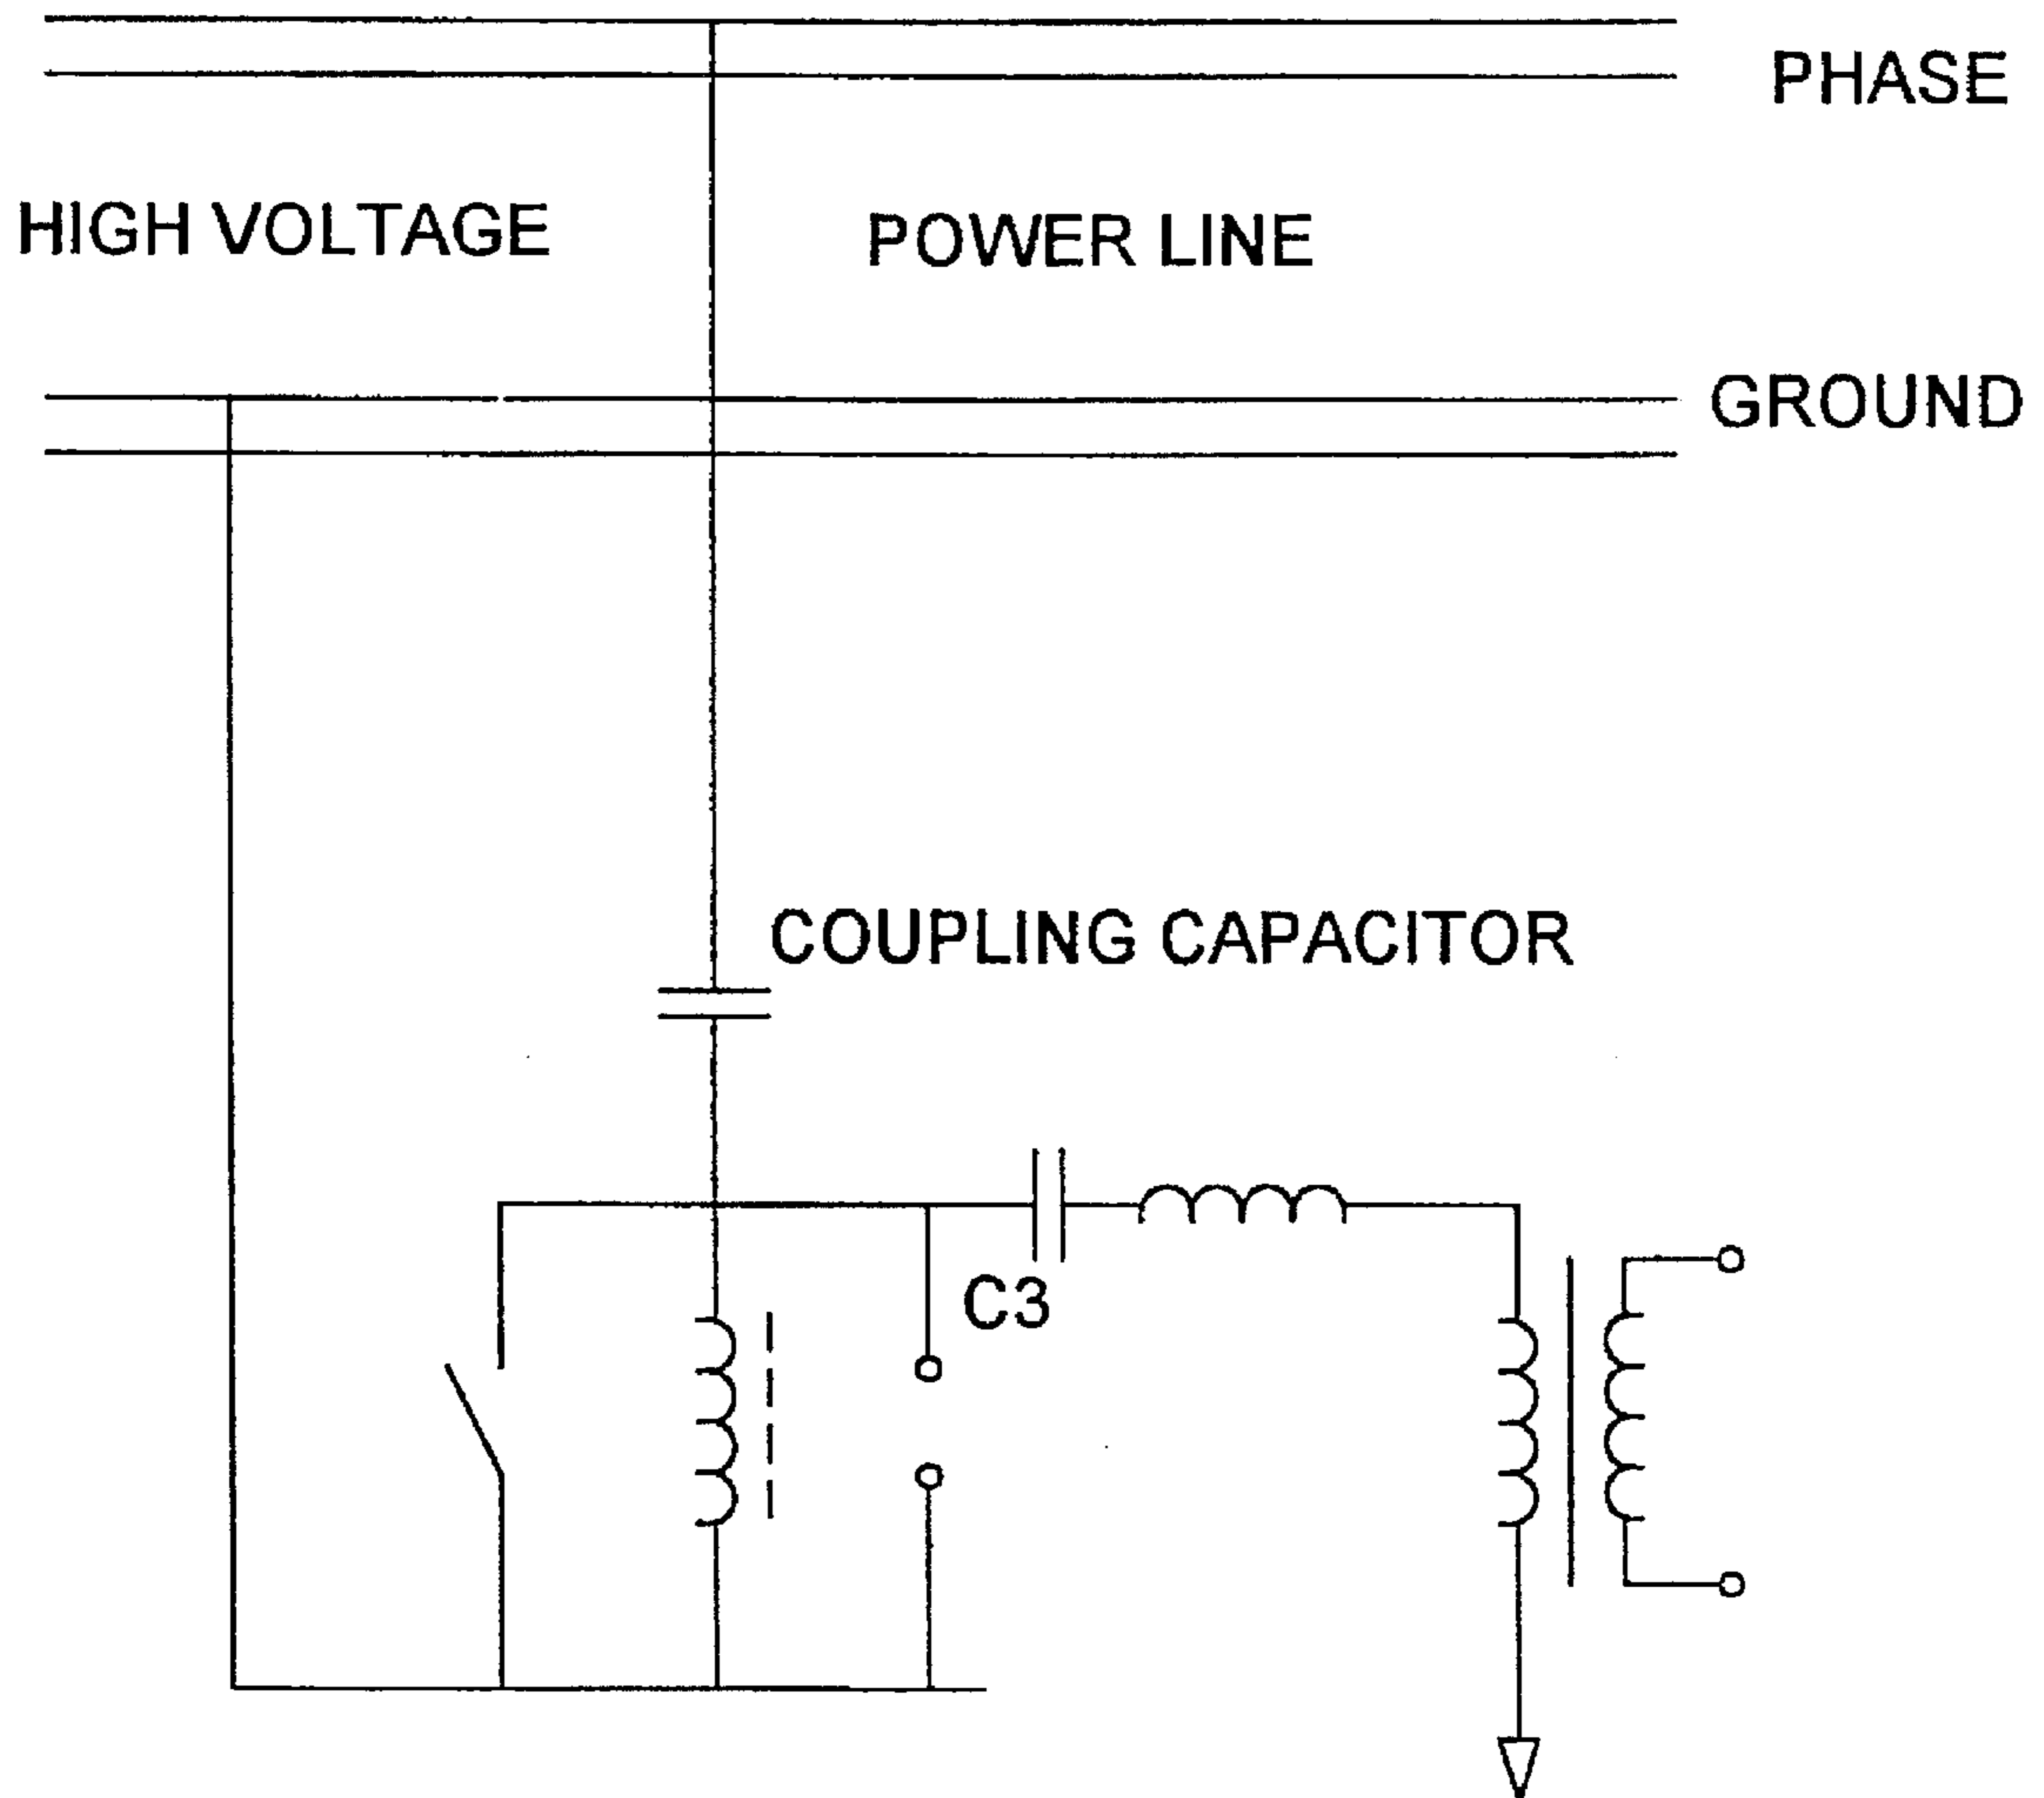 PHASE
HIGH VOLTAGE
POWER LINE
GROUND
COUPLING CAPACITOR
C3